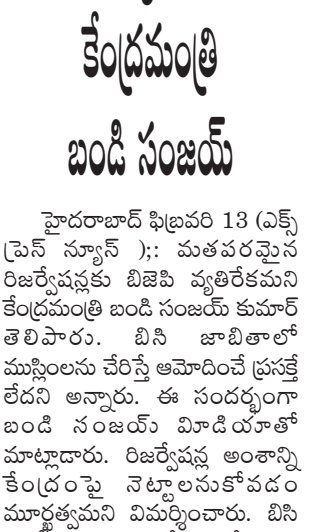 కేంద్రమంత్రి
బండి సంజయ్
హైదరాబాద్ ఫిబ్రవరి 13 (ఎక్స్
ప్రెస్ న్యూస్ );: మతపరమైన
రిజర్వేషన్లకు బిజెపి వ్యతిరేకమని
కేంద్రమంత్రి బండి సంజయ్ కుమార్
తెలిపారు. బిసి జాబితాలో
ముస్లింలను చేరిస్తే ఆమోదించే ప్రసక్తే
లేదని అన్నారు. ఈ సందర్భంగా
బండి సంజయ్ మీడియాతో
మాట్లాడారు. రిజర్వేషన్ల అంశాన్ని
కేంద్రంపై నెట్టాలనుకోవడం
మూర్ఖత్వమని విమర్శించారు. బిసి